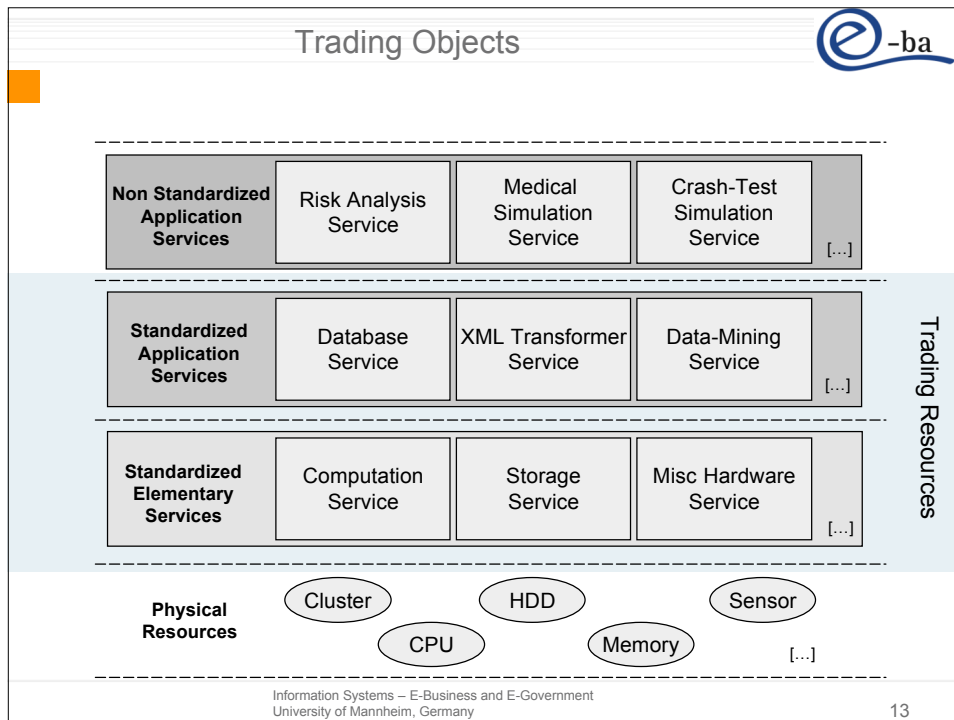 Trading Objects
e-ba
Non Standardized
Application
Services
Risk Analysis
Service
Medical
Simulation
Service
Crash-Test
Simulation
Service
[…]
Standardized
Application
Services
Database
Service
XML Transformer
Service
Data-Mining
Service
[…]
Standardized
Elementary
Services
Computation
Service
Storage
Service
Misc Hardware
Service
[…]
Trading Resources
Physical
Resources
Cluster
HDD
Sensor
CPU
Memory
[…]
Information Systems – E-Business and E-Government
University of Mannheim, Germany
13